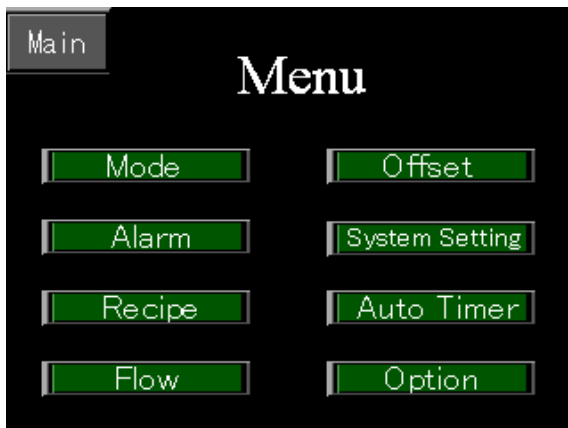 Main
Menu
Mode
Offset
Alarm
System Setting
Recipe
Auto Timer
Flow
Option